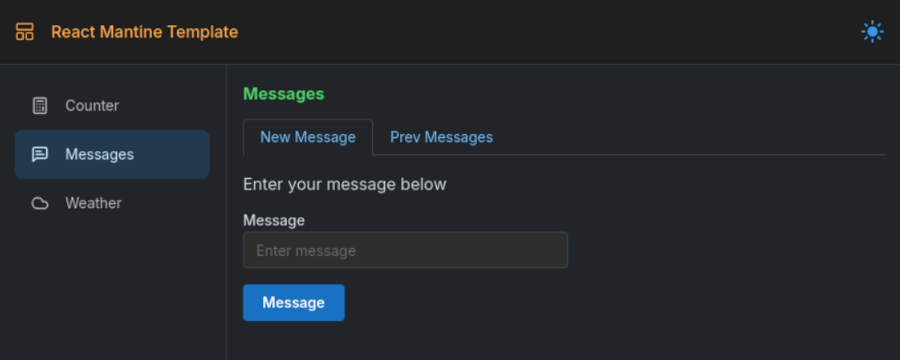 React Mantine Template
Counter
Messages
Weather
Messages
New Message Prev Messages
Enter your message below
Message
Enter message
Message